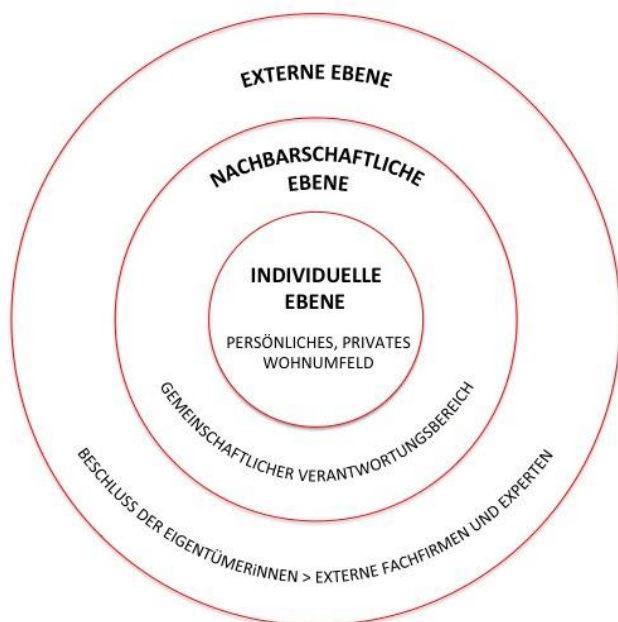 EXTERNE EBENE
NACHBARSCHAFTLICHE
EBENE
INDIVIDUELLE
EBENE
PERSÖNLICHES, PRIVATES
WOHNUMFELD
GEMEINSCHAFTLICHER VERANTWORTUNGSBEREICH
BESCHLUSS DER EIGENTÜMERiNNEN > EXTERNE FACHFIRMEN UND EXPERTEN